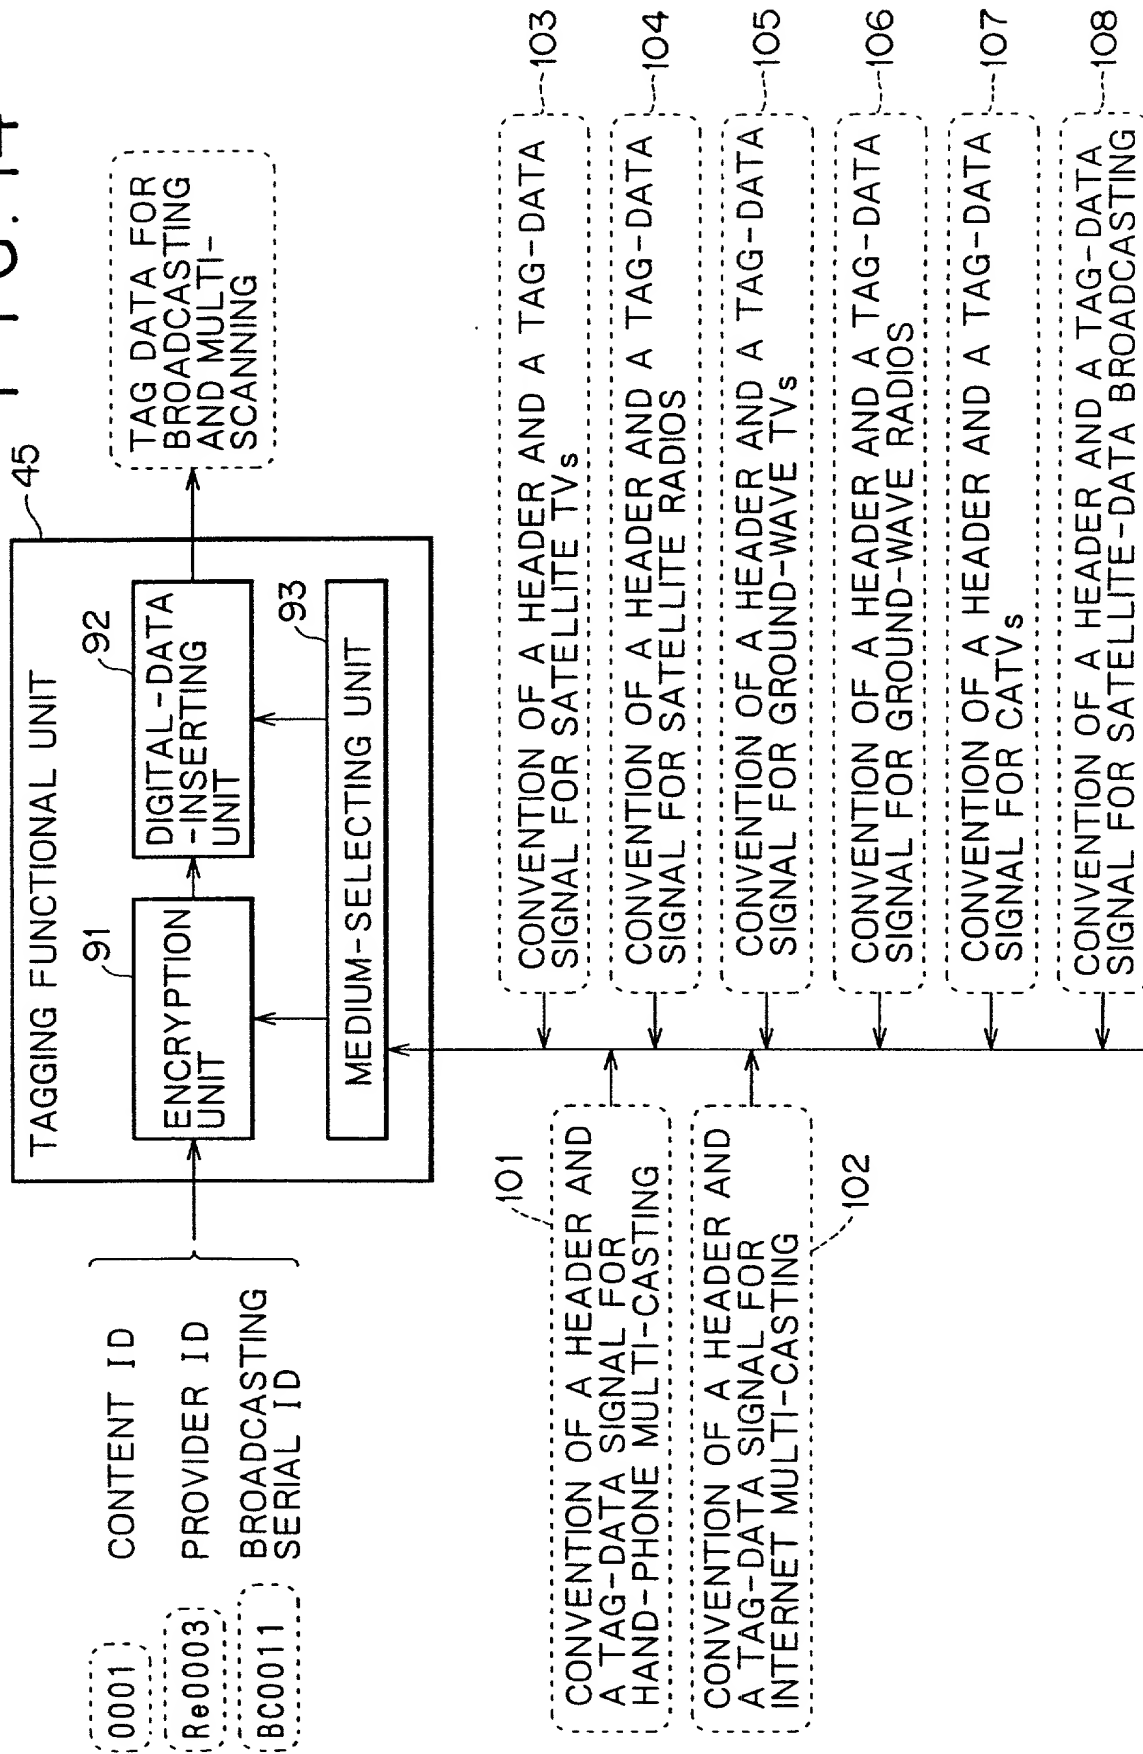 FIG. 14
0001
CONTENT ID
Re0003
PROVIDER ID
BC0011
BROADCASTING
SERIAL ID
45
TAGGING FUNCTIONAL UNIT
91
ENCRYPTION
UNIT
92
DIGITAL-DATA
-INSERTING
UNIT
93
MEDIUM-SELECTING UNIT
TAG DATA FOR
BROADCASTING
AND MULTI-
SCANNING
101
CONVENTION OF A HEADER AND
A TAG-DATA SIGNAL FOR
HAND-PHONE MULTI-CASTING
CONVENTION OF A HEADER AND
A TAG-DATA SIGNAL FOR
INTERNET MULTI-CASTING
102
CONVENTION OF A HEADER AND A TAG-DATA
SIGNAL FOR SATELLITE TVs
103
CONVENTION OF A HEADER AND A TAG-DATA
SIGNAL FOR SATELLITE RADIOS
104
CONVENTION OF A HEADER AND A TAG-DATA
SIGNAL FOR GROUND-WAVE TVs
105
CONVENTION OF A HEADER AND A TAG-DATA
SIGNAL FOR GROUND-WAVE RADIOS
106
CONVENTION OF A HEADER AND A TAG-DATA
SIGNAL FOR CATVs
107
CONVENTION OF A HEADER AND A TAG-DATA
SIGNAL FOR SATELLITE-DATA BROADCASTING
108